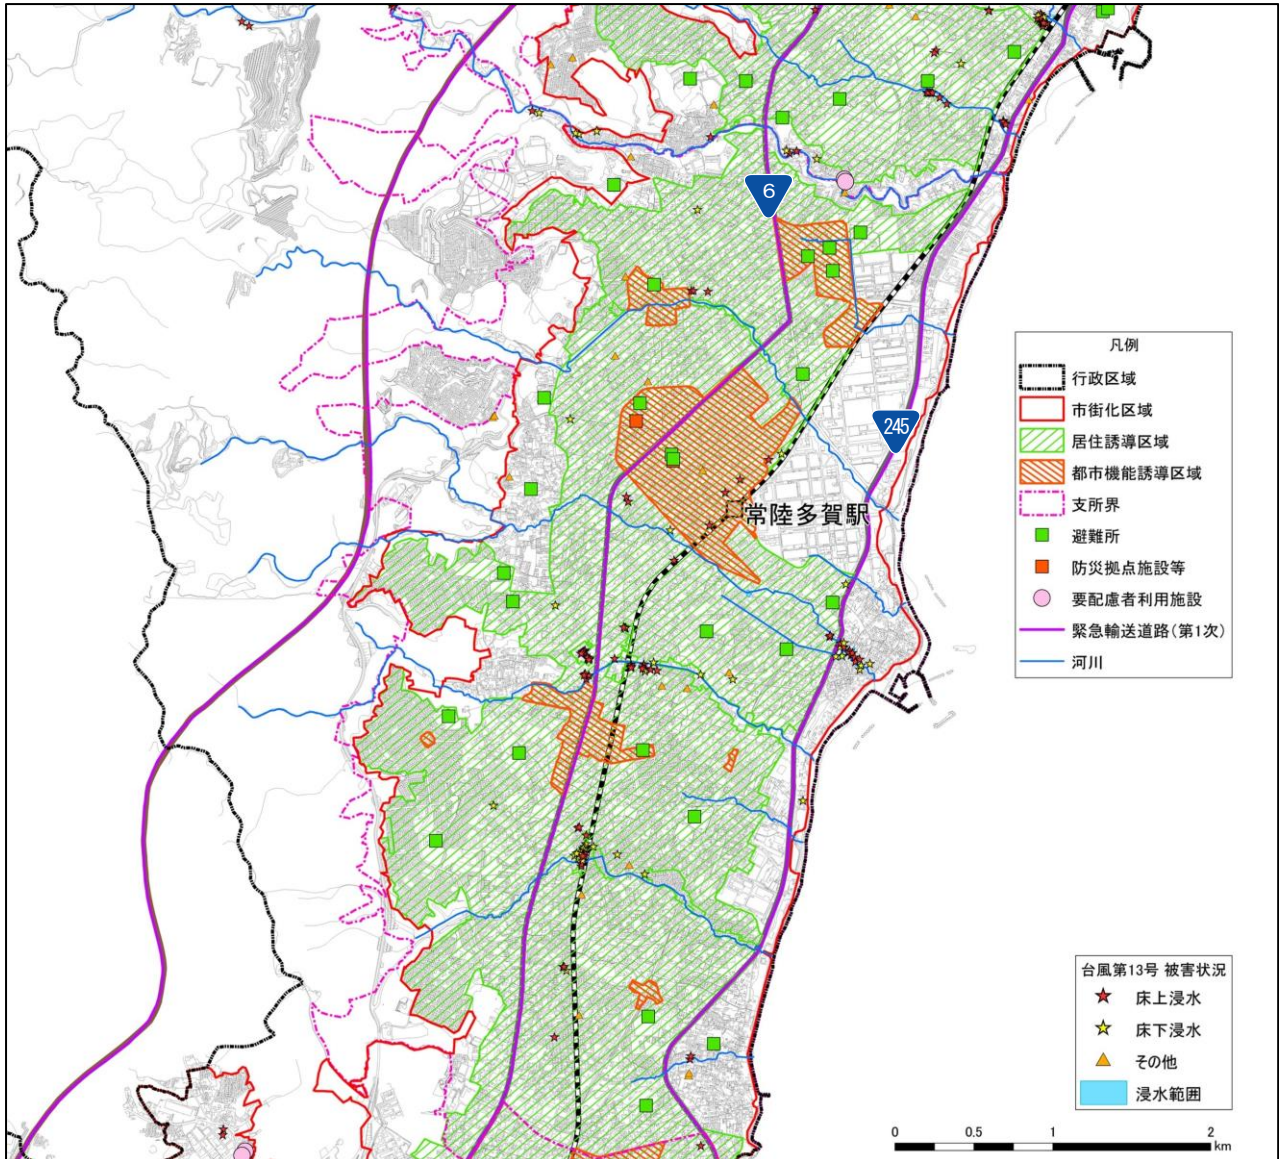 6
245
常陸多賀駅
凡例
行政区域
市街化区域
居住誘導区域
都市機能誘導区域
支所界
避難所
防災拠点施設等
要配慮者利用施設
緊急輸送道路(第1次)
河川
台風第13号 被害状況
床上浸水
床下浸水
その他
浸水範囲
0 0.5 1 2
km